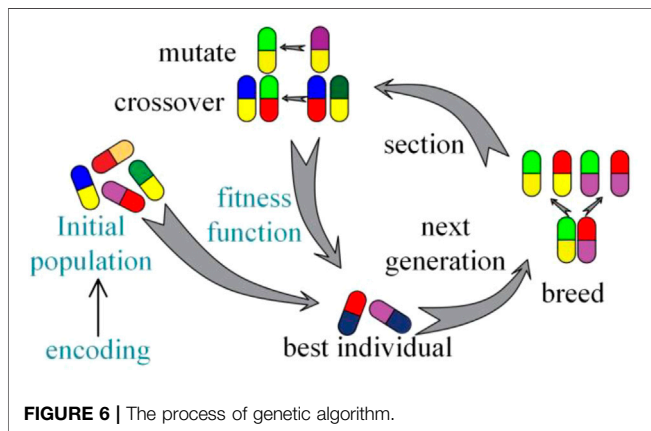 mutate
crossover
section
fitness
function
Initial
population
next
generation
breed
encoding
best individual
FIGURE 6 | The process of genetic algorithm.